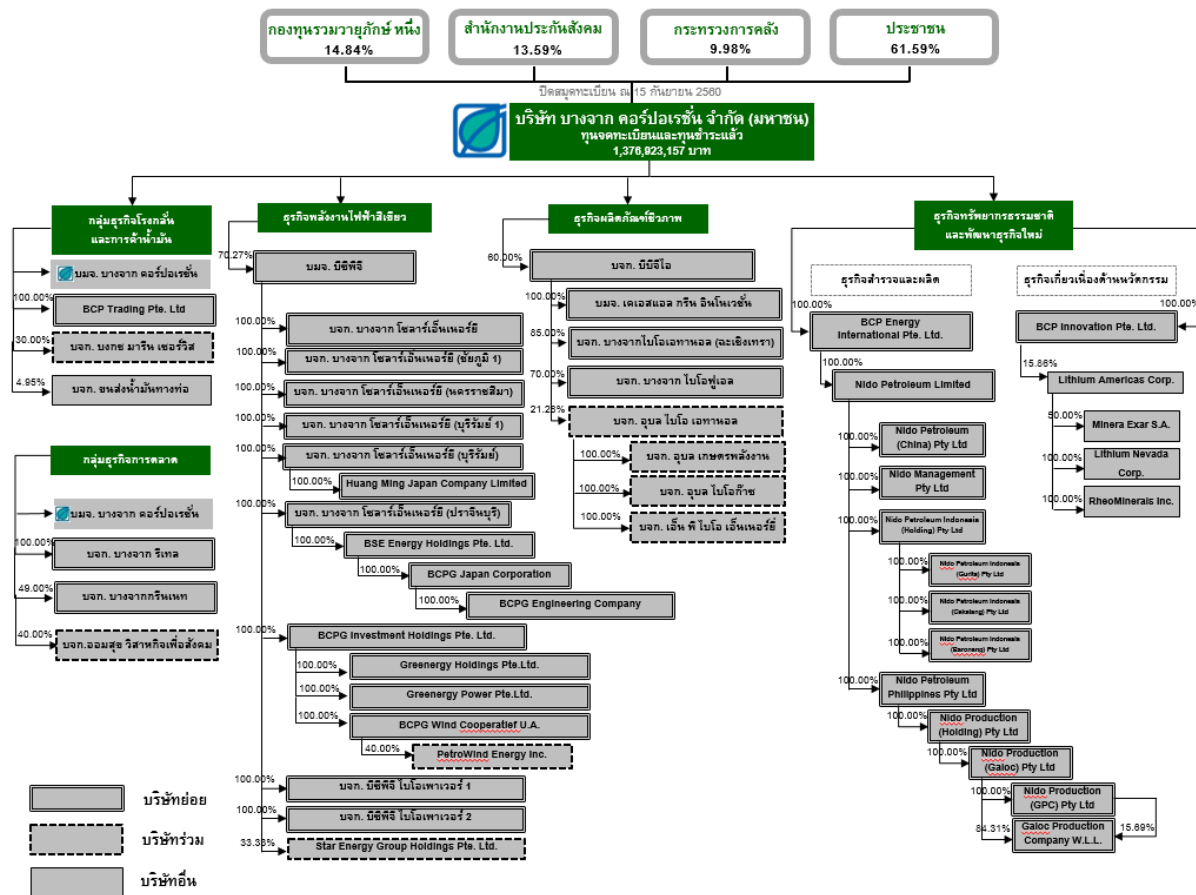 กองทุนรวมวายุภักษ์ หนึ่ง
14.84%
สำนักงานประกันสังคม
13.59%
กระทรวงการคลัง
9.98%
ประชาชน
61.59%
ปิดสมุดทะเบียน ณ 15 กันยายน 2560
บริษัท บางจาก คอร์ปอเรชั่น จำกัด (มหาชน)
ทุนจดทะเบียนและทุนชำระแล้ว
1,376,923,157 บาท
กลุ่มธุรกิจโรงกลั่น
และการค้าน้ำมัน
บมจ. บางจาก คอร์ปอเรชั่น
100.00%
BCP Trading Pte. Ltd
30.00%
บจก. บงกช มารีน เซอร์วิส
4.95%
บจก. ขนส่งน้ำมันทางท่อ
กลุ่มธุรกิจการตลาด
บมจ. บางจาก คอร์ปอเรชั่น
100.00%
บจก. บางจาก รีเทล
49.00%
บจก. บางจากกรีนเนท
40.00%
บจก.ออมสุข วิสาหกิจเพื่อสังคม
ธุรกิจพลังงานไฟฟ้าสีเขียว
70.27%
บมจ. บีซีพีจี
100.00%
บจก. บางจาก โซลาร์เอ็นเนอร์ยี
100.00%
บจก. บางจาก โซลาร์เอ็นเนอร์ยี (ชัยภูมิ 1)
100.00%
บจก. บางจาก โซลาร์เอ็นเนอร์ยี (นครราชสีมา)
100.00%
บจก. บางจาก โซลาร์เอ็นเนอร์ยี (บุรีรัมย์ 1)
100.00%
บจก. บางจาก โซลาร์เอ็นเนอร์ยี (บุรีรัมย์)
100.00%
Huang Ming Japan Company Limited
100.00%
บจก. บางจาก โซลาร์เอ็นเนอร์ยี (ปราจีนบุรี)
100.00%
BSE Energy Holdings Pte. Ltd.
100.00%
BCPG Japan Corporation
100.00%
BCPG Engineering Company
100.00%
BCPG Investment Holdings Pte. Ltd.
100.00%
Greenergy Holdings Pte.Ltd.
100.00%
Greenergy Power Pte.Ltd.
100.00%
BCPG Wind Cooperatief U.A.
40.00%
PetroWind Energy Inc.
100.00%
บจก. บีซีพีจี ไบโอเพาเวอร์ 1
100.00%
บจก. บีซีพีจี ไบโอเพาเวอร์ 2
33.33%
Star Energy Group Holdings Pte. Ltd.
ธุรกิจผลิตภัณฑ์ชีวภาพ
60.00%
บจก. บีบีจีไอ
100.00%
บมจ. เคเอสแอล กรีน อินโนเวชั่น
85.00%
บจก. บางจากไบโอเอทานอล (ฉะเชิงเทรา)
70.00%
บจก. บางจาก ไบโอฟูเอล
21.28%
บจก. อุบล ไบโอ เอทานอล
100.00%
บจก. อุบล เกษตรพลังงาน
100.00%
บจก. อุบล ไบโอก๊าซ
100.00%
บจก. เอ็น พี ไบโอ เอ็นเนอร์ยี่
ธุรกิจทรัพยากรธรรมชาติ
และพัฒนาธุรกิจใหม่
ธุรกิจสำรวจและผลิต
100.00%
BCP Energy
International Pte. Ltd.
100.00%
Nido Petroleum Limited
100.00%
Nido Petroleum
(China) Pty Ltd
100.00%
Nido Management
Pty Ltd
100.00%
Nido Petroleum Indonesia
(Holding) Pty Ltd
100.00%
Nido Petroleum Indonesia
(Gurita) Pty Ltd
100.00%
Nido Petroleum Indonesia
(Cakalang) Pty Ltd
100.00%
Nido Petroleum Indonesia
(Baronang) Pty Ltd
100.00%
Nido Petroleum
Philippines Pty Ltd
100.00%
Nido Production
(Holding) Pty Ltd
100.00%
Nido Production
(Galoc) Pty Ltd
100.00%
Nido Production
(GPC) Pty Ltd
84.31%
15.69%
Galoc Production
Company W.L.L.
ธุรกิจเกี่ยวเนื่องด้านนวัตกรรม
100.00%
BCP Innovation Pte. Ltd.
15.86%
Lithium Americas Corp.
50.00%
Minera Exar S.A.
100.00%
Lithium Nevada
Corp.
100.00%
RheoMinerals Inc.
บริษัทย่อย
บริษัทร่วม
บริษัทอื่น